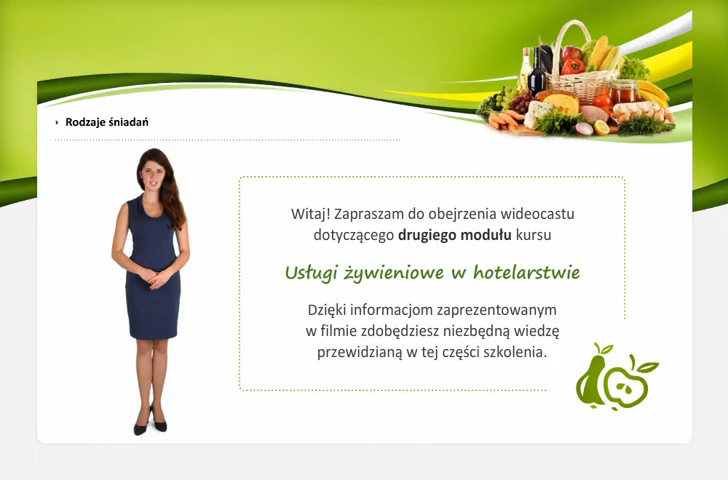 Rodzaje śniadań
Witaj! Zapraszam do obejrzenia wideocastu
dotyczącego drugiego modułu kursu
Usługi żywieniowe w hotelarstwie
Dzięki informacjom zaprezentowanym
w filmie zdobędziesz niezbędną wiedzę
przewidzianą w tej części szkolenia.